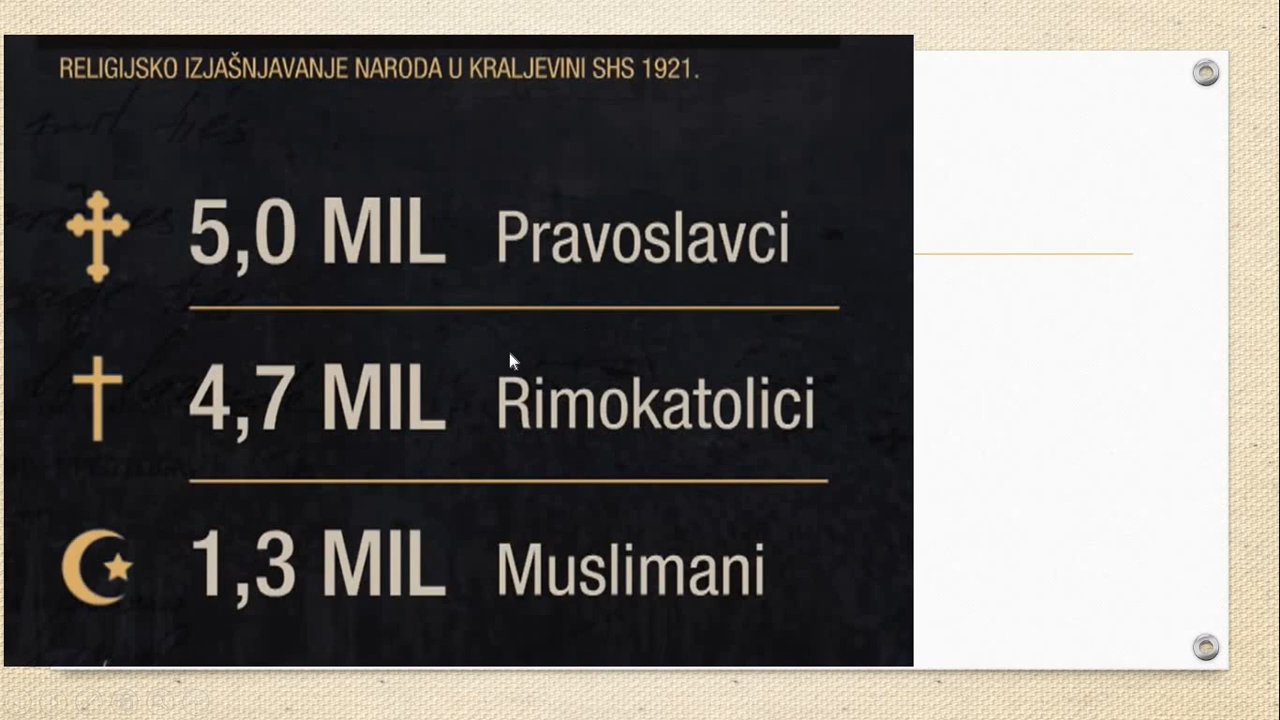 RELIGIJSKO IZJAŠNJAVANJE NARODA U KRALJEVINI SHS 1921.
5,0 MIL Pravoslavci
4,7 MIL Rimokatolici
1,3 MIL Muslimani